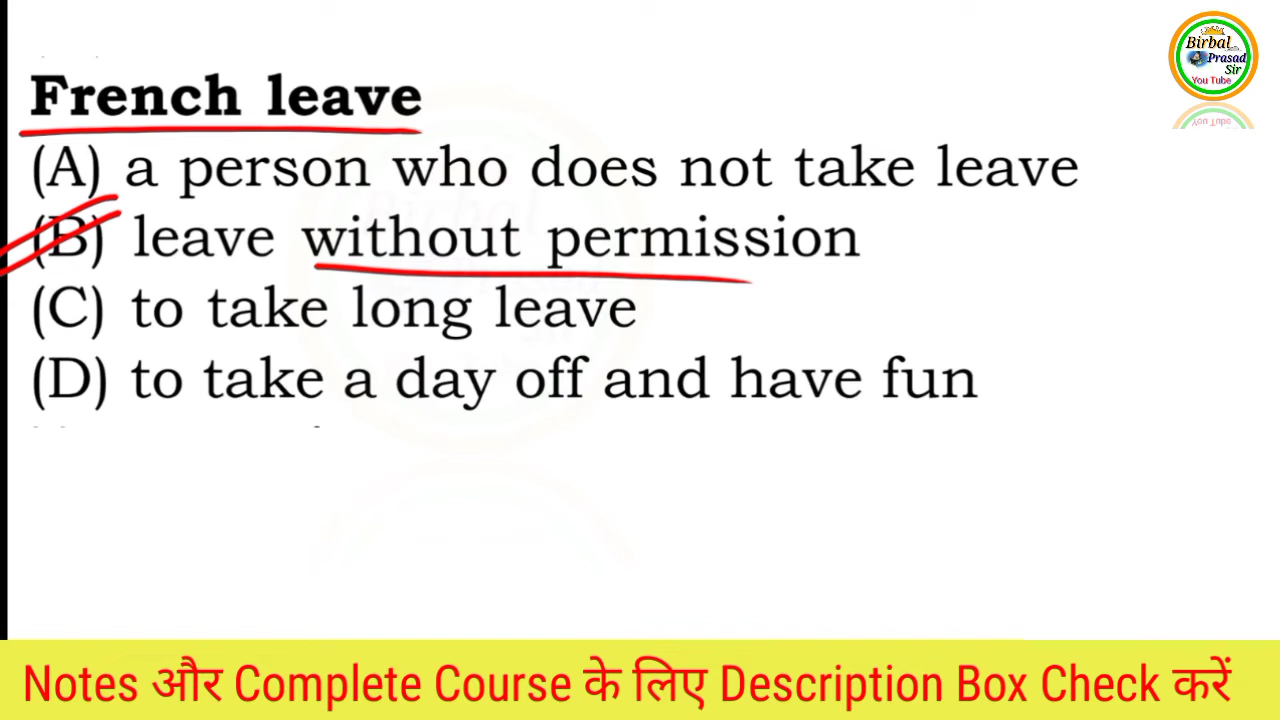 Birbal
Prasad
Sir
You Tube
French leave
(A) a person who does not take leave
(B) leave without permission
(C) to take long leave
(D) to take a day off and have fun
Notes और Complete Course के लिए Description Box Check करें